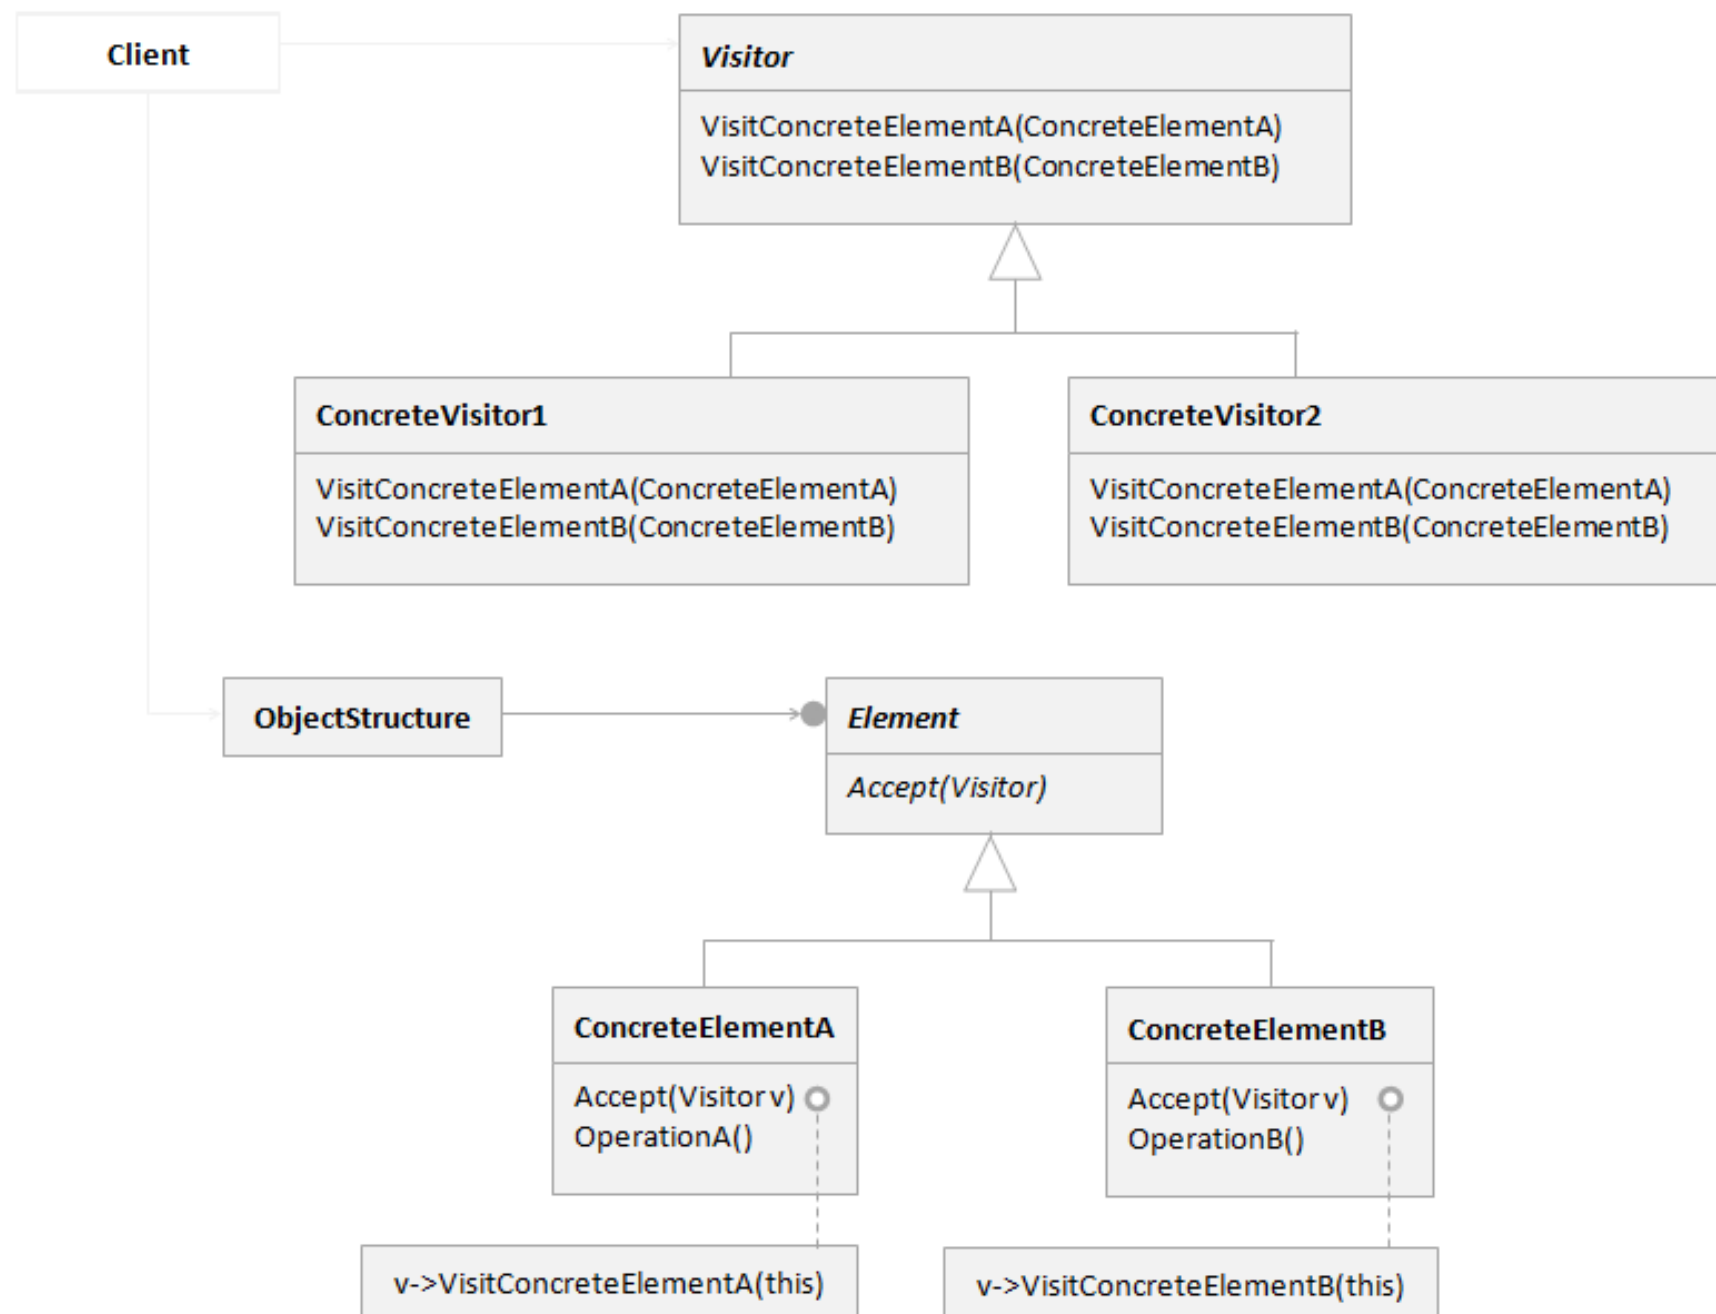 Client
Visitor
VisitConcreteElementA(ConcreteElementA)
VisitConcreteElementB(ConcreteElementB)
ConcreteVisitor1
VisitConcreteElementA(ConcreteElementA)
VisitConcreteElementB(ConcreteElementB)
ConcreteVisitor2
VisitConcreteElementA(ConcreteElementA)
VisitConcreteElementB(ConcreteElementB)
ObjectStructure
Element
Accept(Visitor)
ConcreteElementA
Accept(Visitor v)
OperationA()
ConcreteElementB
Accept(Visitor v)
OperationB()
v->VisitConcreteElementA(this)
v->VisitConcreteElementB(this)